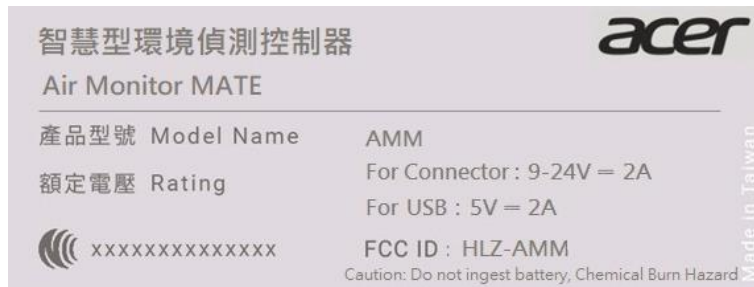 智慧型環境偵測控制器
acer
Air Monitor MATE
產品型號 Model Name AMM
額定電壓 Rating For Connector : 9-24V = 2A
For USB : 5V = 2A
xxxxxxxxxxxxxx FCC ID : HLZ-AMM
Caution: Do not ingest battery, Chemical Burn Hazard
Made in Taiwan